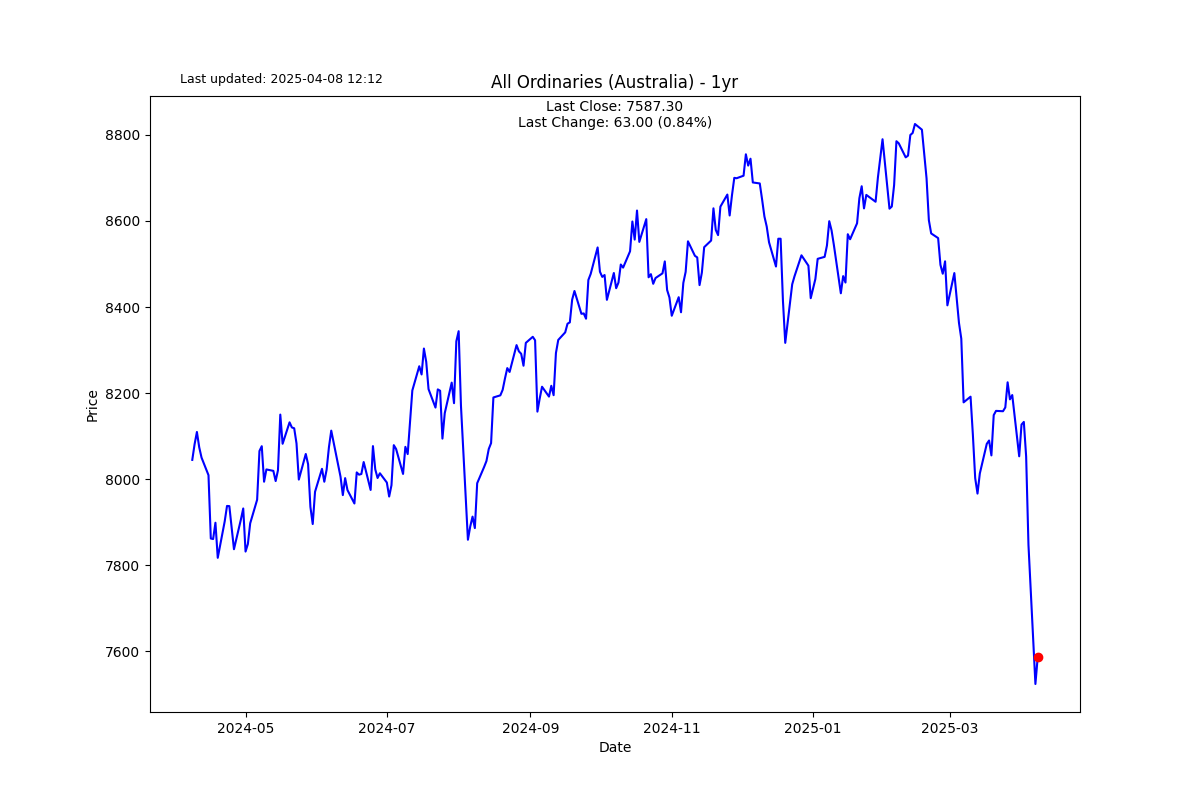 Last updated: 2025-04-08 12:12
All Ordinaries (Australia) - 1yr
Last Close: 7587.30
Last Change: 63.00 (0.84%)
8800
8600
8400
8200
8000
7800
7600
Price
2024-05
2024-07
2024-09
2024-11
2025-01
2025-03
Date